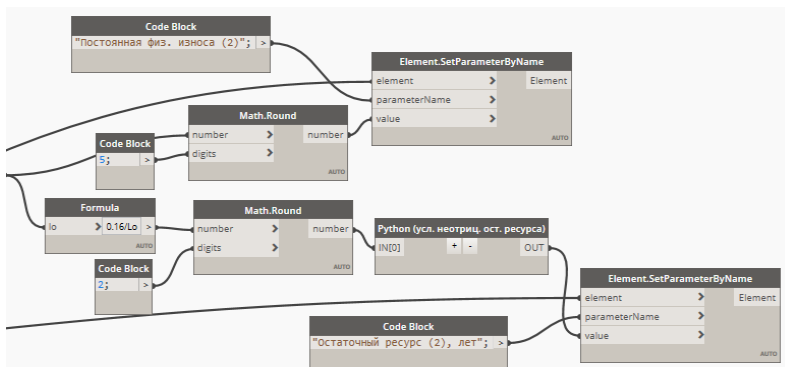 Code Block
"Постоянная физ. износа (2)"; >
Element.SetParameterByName
element > Element
parameterName >
value >
AUTO
Math.Round
number > number
digits >
AUTO
Code Block
5; >
Formula
lo > 0.16/Lo >
AUTO
Math.Round
number > number
digits >
AUTO
Python (усл. неотриц. ост. ресурса)
IN[0] + - OUT
AUTO
Code Block
2; >
Element.SetParameterByName
element > Element
parameterName >
value >
AUTO
Code Block
"Остаточный ресурс (2), лет"; >